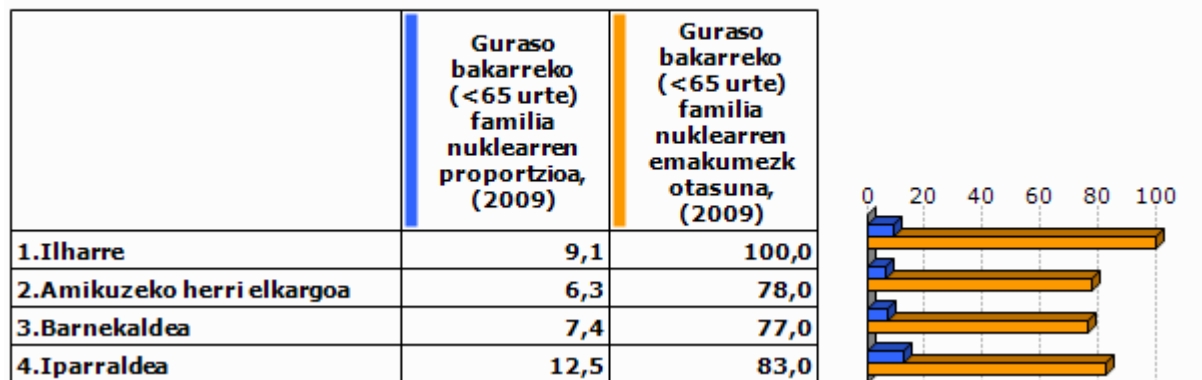 Guraso
bakarreko
(<65 urte)
familia
nuklearren
proportzioa,
(2009)
Guraso
bakarreko
(<65 urte)
familia
nuklearren
emakumezk
otasuna,
(2009)
0 20 40 60 80 100
1.Ilharre 9,1 100,0
2.Amikuzeko herri elkargoa 6,3 78,0
3.Barnekaldea 7,4 77,0
4.Iparraldea 12,5 83,0